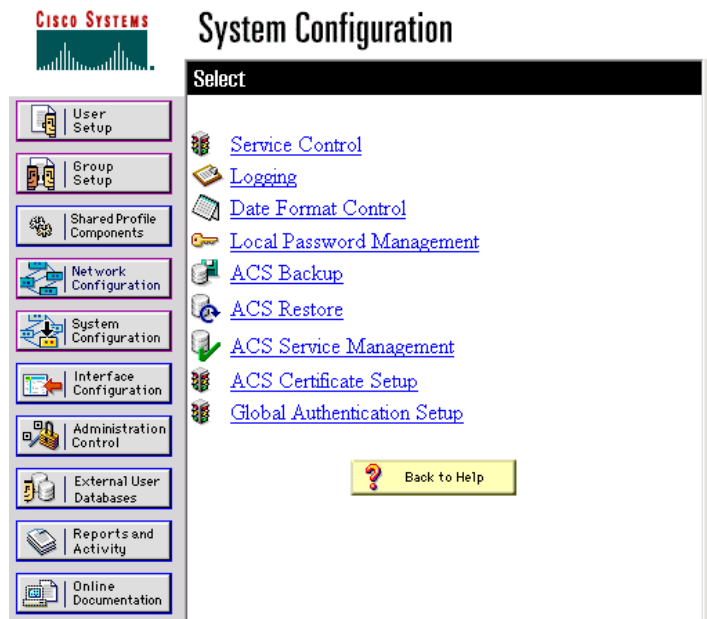 CISCO SYSTEMS
System Configuration
Select
User
Setup
Group
Setup
Shared Profile
Components
Network
Configuration
System
Configuration
Interface
Configuration
Administration
Control
External User
Databases
Reports and
Activity
Online
Documentation
Service Control
Logging
Date Format Control
Local Password Management
ACS Backup
ACS Restore
ACS Service Management
ACS Certificate Setup
Global Authentication Setup
Back to Help